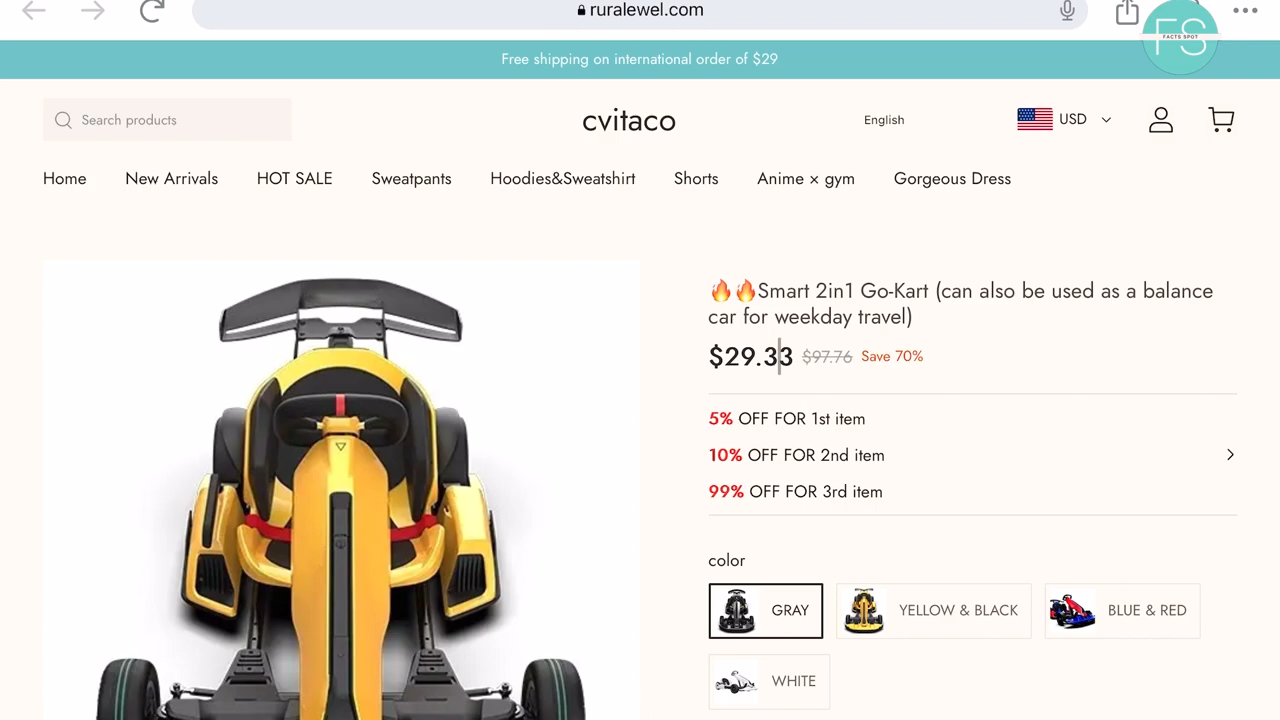 ruralewel.com
FS
FACTS SPOT
Free shipping on international order of $29
Search products
cvitaco
English
USD
Home
New Arrivals
HOT SALE
Sweatpants
Hoodies&Sweatshirt
Shorts
Anime × gym
Gorgeous Dress
🔥🔥Smart 2in1 Go-Kart (can also be used as a balance
car for weekday travel)
$29.33 $97.76 Save 70%
5% OFF FOR 1st item
10% OFF FOR 2nd item
99% OFF FOR 3rd item
color
GRAY
YELLOW & BLACK
BLUE & RED
WHITE